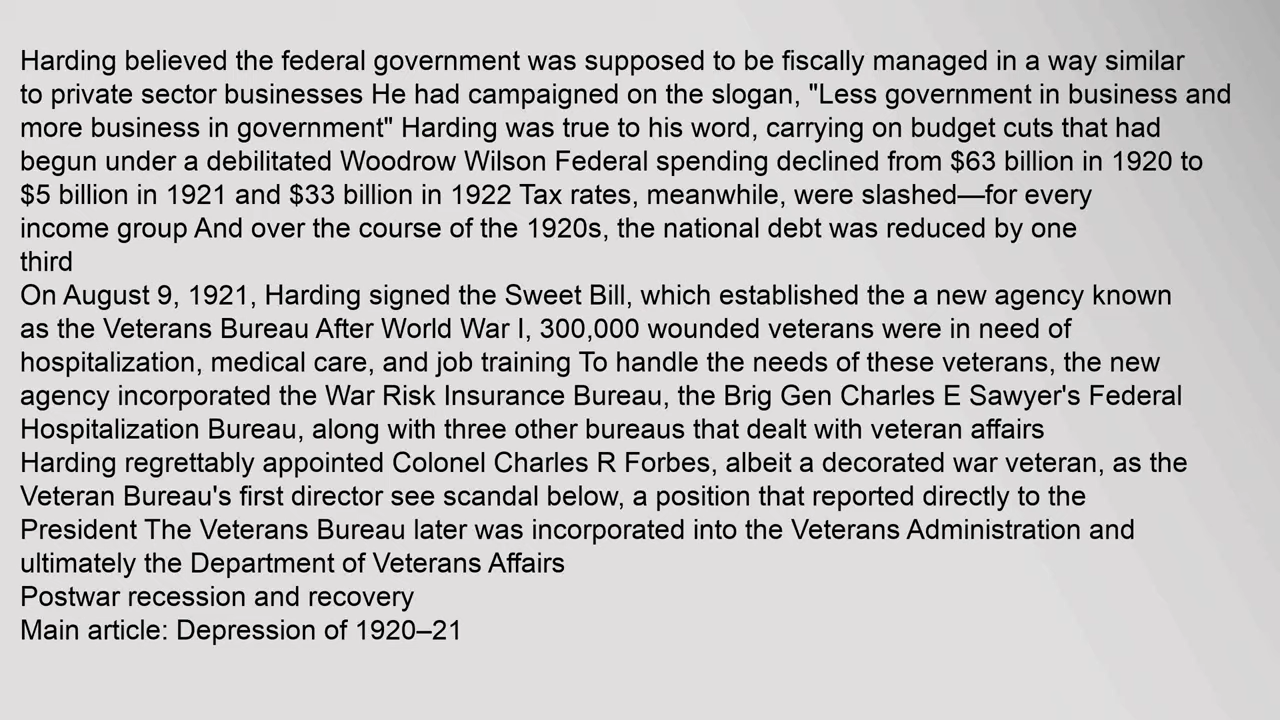 Harding believed the federal government was supposed to be fiscally managed in a way similar
to private sector businesses He had campaigned on the slogan, "Less government in business and
more business in government" Harding was true to his word, carrying on budget cuts that had
begun under a debilitated Woodrow Wilson Federal spending declined from $63 billion in 1920 to
$5 billion in 1921 and $33 billion in 1922 Tax rates, meanwhile, were slashed—for every
income group And over the course of the 1920s, the national debt was reduced by one
third
On August 9, 1921, Harding signed the Sweet Bill, which established the a new agency known
as the Veterans Bureau After World War I, 300,000 wounded veterans were in need of
hospitalization, medical care, and job training To handle the needs of these veterans, the new
agency incorporated the War Risk Insurance Bureau, the Brig Gen Charles E Sawyer's Federal
Hospitalization Bureau, along with three other bureaus that dealt with veteran affairs
Harding regrettably appointed Colonel Charles R Forbes, albeit a decorated war veteran, as the
Veteran Bureau's first director see scandal below, a position that reported directly to the
President The Veterans Bureau later was incorporated into the Veterans Administration and
ultimately the Department of Veterans Affairs
Postwar recession and recovery
Main article: Depression of 1920–21